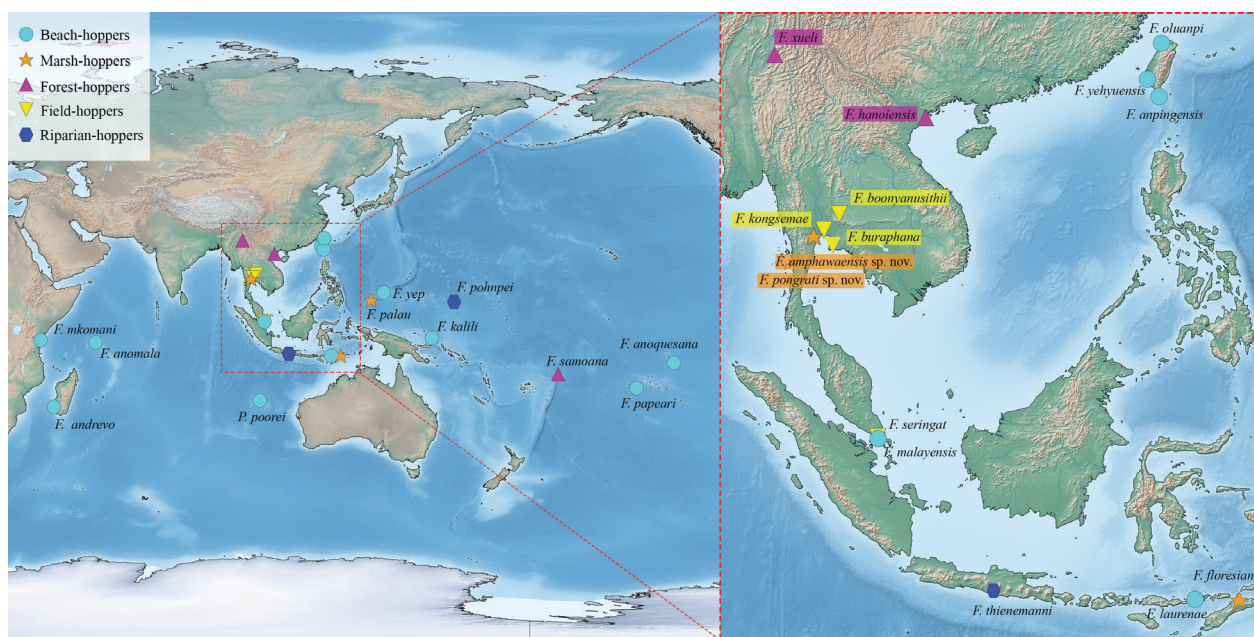 Beach-hoppers
Marsh-hoppers
Forest-hoppers
Field-hoppers
Riparian-hoppers
F. mkomani
F. anomala
F. andrevo
P. poorei
F. yep
F. palau
F. pohnpei
F. kalili
F. samoana
F. anoquesana
F. papeari
F. xueli
F. oluanpi
F. yehyuensis
F. anpingensis
F. hanoiensis
F. boonyanusithii
F. kongsemae
F. buraphana
F. amphawaensis sp. nov.
F. pongrati sp. nov.
F. seringat
F. malayensis
F. thienemanni
F. floresiana
F. laurenae